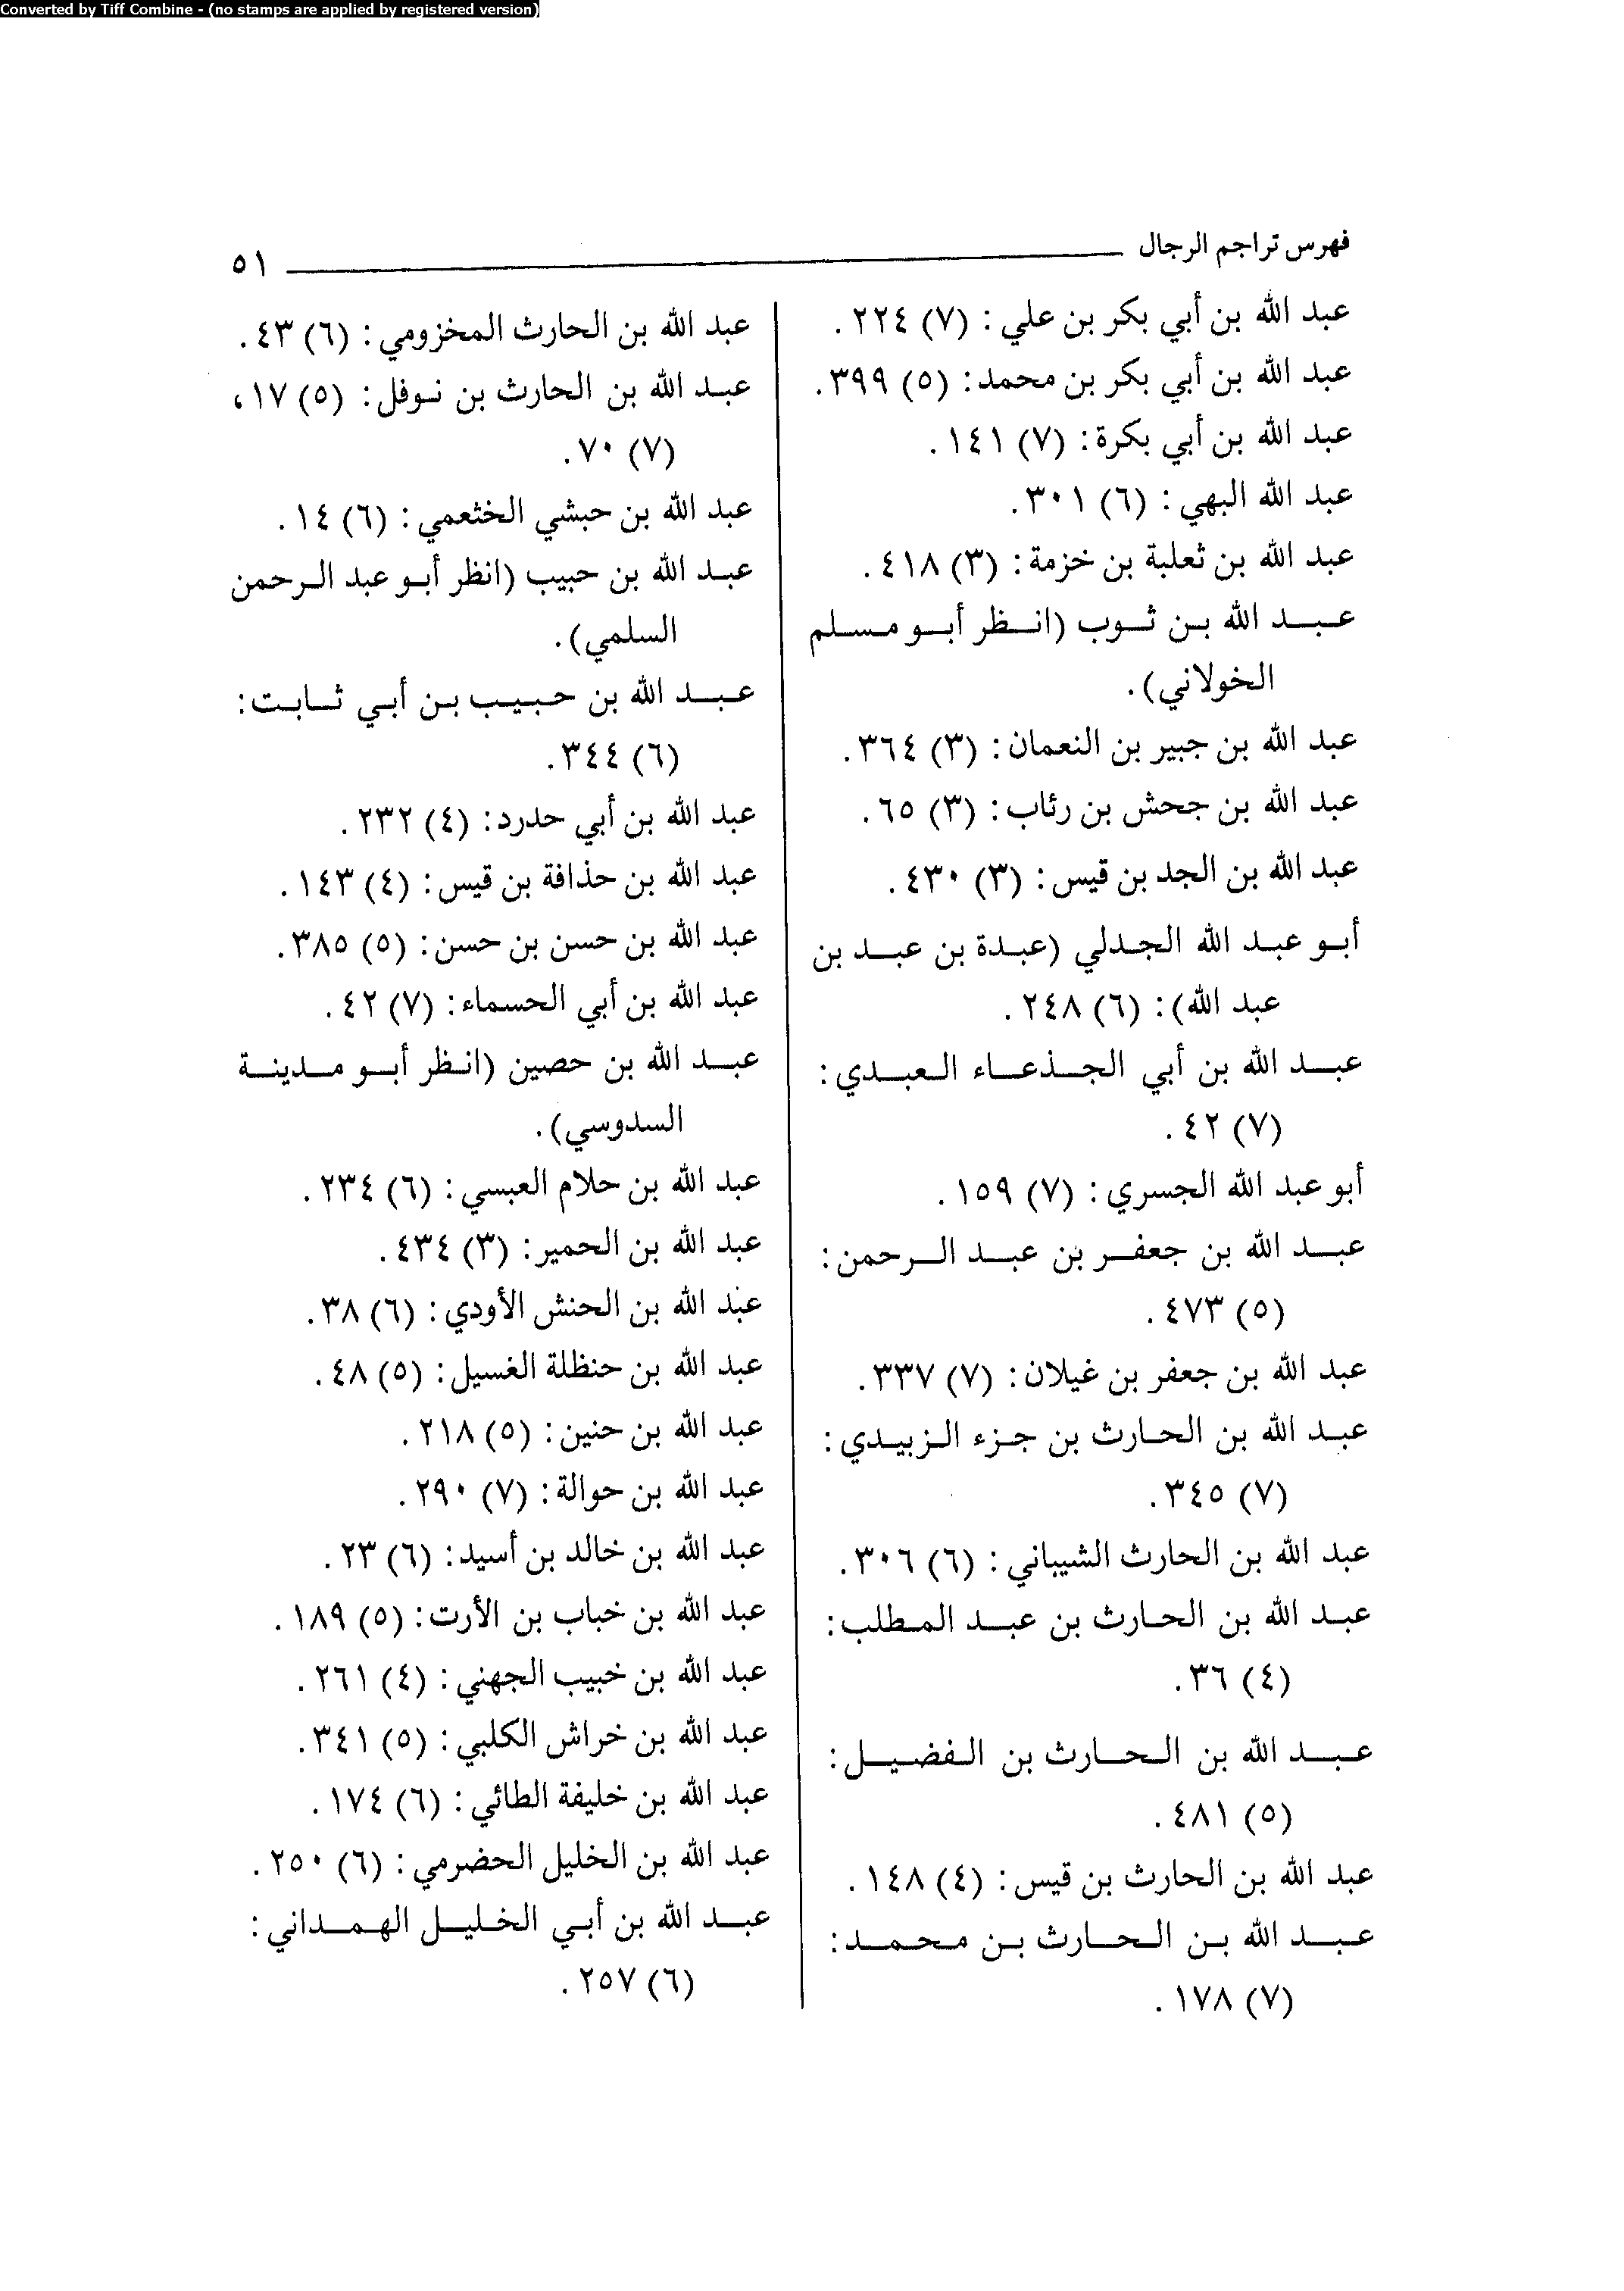 Converted by Tiff Combine - (no stamps are applied by registered version)
فهرس تراجم الرجال ٥١
عبد الله بن أبي بكر بن علي: (٧) ٢٢٤.
عبد الله بن أبي بكر بن محمد: (٥) ٣٩٩.
عبد الله بن أبي بكرة: (٧) ١٤١.
عبد الله البهي: (٦) ٣٠١.
عبد الله بن ثعلبة بن خزمة: (٣) ٤١٨.
عبد الله بن ثوب (انظر أبو مسلم
الخولاني).
عبد الله بن جبير بن النعمان: (٣) ٣٦٤.
عبد الله بن جحش بن رئاب: (٣) ٦٥.
عبد الله بن الجد بن قيس: (٣) ٤٣٠.
أبو عبد الله الجدلي (عبدة بن عبد بن
عبد الله): (٦) ٢٤٨.
عبد الله بن أبي الجذعاء العبدي:
(٧) ٤٢.
أبو عبد الله الجسري: (٧) ١٥٩.
عبد الله بن جعفر بن عبد الرحمن:
(٥) ٤٧٣.
عبد الله بن جعفر بن غيلان: (٧) ٣٣٧.
عبد الله بن الحارث بن جزء الزبيدي:
(٧) ٣٤٥.
عبد الله بن الحارث الشيباني: (٦) ٣٠٦.
عبد الله بن الحارث بن عبد المطلب:
(٤) ٣٦.
عبد الله بن الحارث بن الفضيل:
(٥) ٤٨١.
عبد الله بن الحارث بن قيس: (٤) ١٤٨.
عبد الله بن الحارث بن محمد:
(٧) ١٧٨.
عبد الله بن الحارث المخزومي: (٦) ٤٣.
عبد الله بن الحارث بن نوفل: (٥) ١٧،
(٧) ٧٠.
عبد الله بن حبشي الخثعمي: (٦) ١٤.
عبد الله بن حبيب (انظر أبو عبد الرحمن
السلمي).
عبد الله بن حبيب بن أبي ثابت:
(٦) ٣٤٤.
عبد الله بن أبي حدرد: (٤) ٢٣٢.
عبد الله بن حذافة بن قيس: (٤) ١٤٣.
عبد الله بن حسن بن حسن: (٥) ٣٨٥.
عبد الله بن أبي الحسماء: (٧) ٤٢.
عبد الله بن حصين (انظر أبو مدينة
السدوسي).
عبد الله بن حلام العبسي: (٦) ٢٣٤.
عبد الله بن الحمير: (٣) ٤٣٤.
عبد الله بن الحنش الأودي: (٦) ٣٨.
عبد الله بن حنظلة الغسيل: (٥) ٤٨.
عبد الله بن حنين: (٥) ٢١٨.
عبد الله بن حوالة: (٧) ٢٩٠.
عبد الله بن خالد بن أسيد: (٦) ٢٣.
عبد الله بن خباب بن الأرت: (٥) ١٨٩.
عبد الله بن خبيب الجهني: (٤) ٢٦١.
عبد الله بن خراش الكلبي: (٥) ٣٤١.
عبد الله بن خليفة الطائي: (٦) ١٧٤.
عبد الله بن الخليل الحضرمي: (٦) ٢٥٠.
عبد الله بن أبي الخليل الهمداني:
(٦) ٢٥٧.